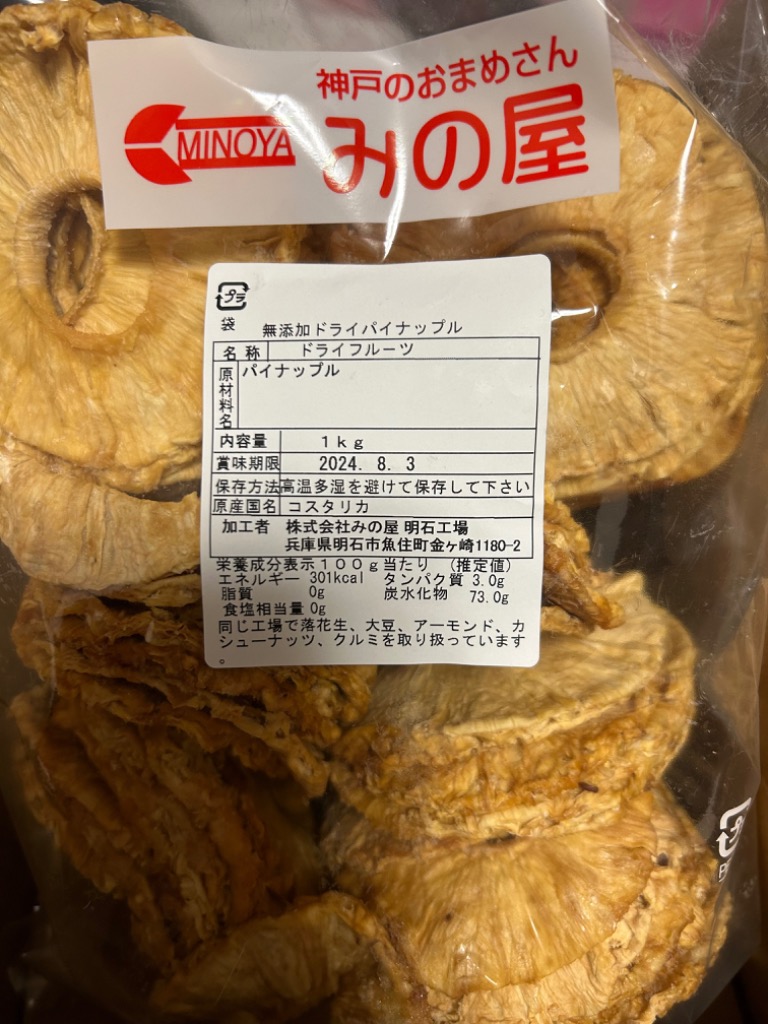 神戸のおまめさん
MINOYA みの屋
プラ
袋 無添加ドライパイナップル
名称 ドライフルーツ
原材料名 パイナップル
内容量 1kg
賞味期限 2024. 8. 3
保存方法 高温多湿を避けて保存して下さい
原産国名 コスタリカ
加工者 株式会社みの屋 明石工場
兵庫県明石市魚住町金ヶ崎1180-2
栄養成分表示100g当たり (推定値)
エネルギー 301kcal タンパク質 3.0g
脂質 0g 炭水化物 73.0g
食塩相当量 0g
同じ工場で落花生、大豆、アーモンド、カ
シューナッツ、クルミを取り扱っています
。
プラ